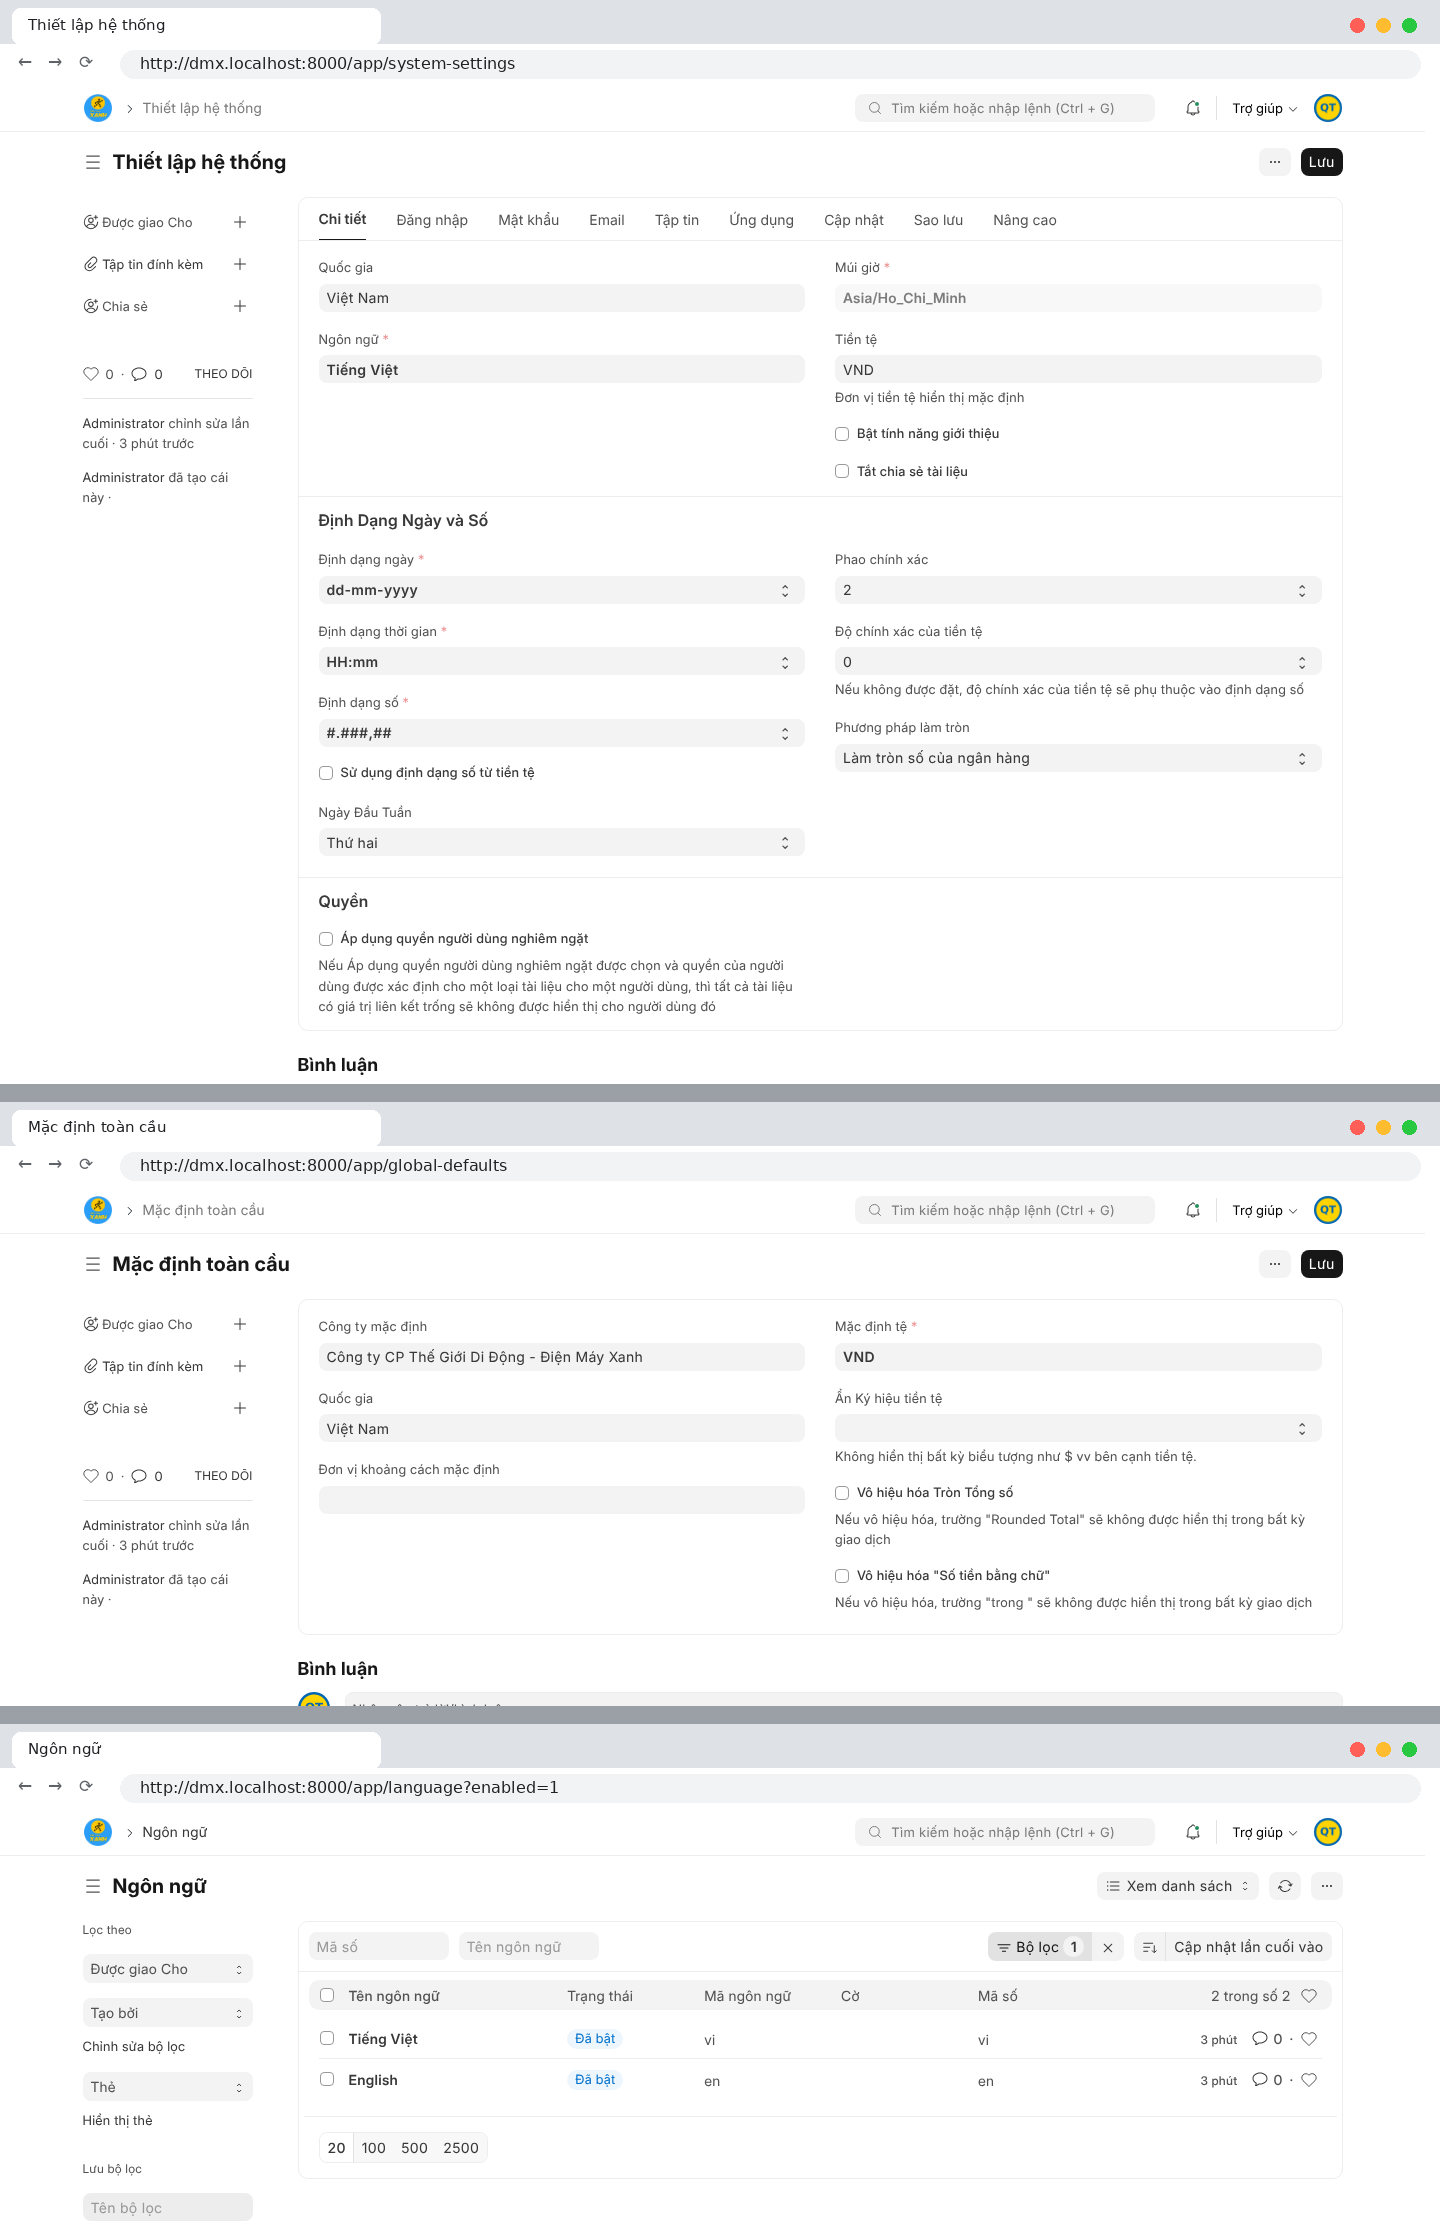 Thiết lập hệ thống
http://dmx.localhost:8000/app/system-settings
Thiết lập hệ thống
Tìm kiếm hoặc nhập lệnh (Ctrl + G)
Trợ giúp
QT
Thiết lập hệ thống
Lưu
Được giao Cho
Tập tin đính kèm
Chia sẻ
0 · 0 THEO DÕI
Administrator chỉnh sửa lần
cuối · 3 phút trước
Administrator đã tạo cái
này ·
Chi tiết Đăng nhập Mật khẩu Email Tập tin Ứng dụng Cập nhật Sao lưu Nâng cao
Quốc gia
Việt Nam
Ngôn ngữ *
Tiếng Việt
Múi giờ *
Asia/Ho_Chi_Minh
Tiền tệ
VND
Đơn vị tiền tệ hiển thị mặc định
Bật tính năng giới thiệu
Tắt chia sẻ tài liệu
Định Dạng Ngày và Số
Định dạng ngày *
dd-mm-yyyy
Định dạng thời gian *
HH:mm
Định dạng số *
#.###,##
Sử dụng định dạng số từ tiền tệ
Ngày Đầu Tuần
Thứ hai
Phao chính xác
2
Độ chính xác của tiền tệ
0
Nếu không được đặt, độ chính xác của tiền tệ sẽ phụ thuộc vào định dạng số
Phương pháp làm tròn
Làm tròn số của ngân hàng
Quyền
Áp dụng quyền người dùng nghiêm ngặt
Nếu Áp dụng quyền người dùng nghiêm ngặt được chọn và quyền của người
dùng được xác định cho một loại tài liệu cho một người dùng, thì tất cả tài liệu
có giá trị liên kết trống sẽ không được hiển thị cho người dùng đó
Bình luận
Mặc định toàn cầu
http://dmx.localhost:8000/app/global-defaults
Mặc định toàn cầu
Tìm kiếm hoặc nhập lệnh (Ctrl + G)
Trợ giúp
QT
Mặc định toàn cầu
Lưu
Được giao Cho
Tập tin đính kèm
Chia sẻ
0 · 0 THEO DÕI
Administrator chỉnh sửa lần
cuối · 3 phút trước
Administrator đã tạo cái
này ·
Công ty mặc định
Công ty CP Thế Giới Di Động - Điện Máy Xanh
Quốc gia
Việt Nam
Đơn vị khoảng cách mặc định
Mặc định tệ *
VND
Ẩn Ký hiệu tiền tệ
Không hiển thị bất kỳ biểu tượng như $ vv bên cạnh tiền tệ.
Vô hiệu hóa Tròn Tổng số
Nếu vô hiệu hóa, trường "Rounded Total" sẽ không được hiển thị trong bất kỳ
giao dịch
Vô hiệu hóa "Số tiền bằng chữ"
Nếu vô hiệu hóa, trường "trong " sẽ không được hiển thị trong bất kỳ giao dịch
Bình luận
QT
Ngôn ngữ
http://dmx.localhost:8000/app/language?enabled=1
Ngôn ngữ
Tìm kiếm hoặc nhập lệnh (Ctrl + G)
Trợ giúp
QT
Ngôn ngữ
Xem danh sách
Lọc theo
Được giao Cho
Tạo bởi
Chỉnh sửa bộ lọc
Thẻ
Hiển thị thẻ
Lưu bộ lọc
Tên bộ lọc
Mã số
Tên ngôn ngữ
Bộ lọc 1
Cập nhật lần cuối vào
Tên ngôn ngữ Trạng thái Mã ngôn ngữ Cờ Mã số 2 trong số 2
Tiếng Việt Đã bật vi vi 3 phút 0 ·
English Đã bật en en 3 phút 0 ·
20 100 500 2500